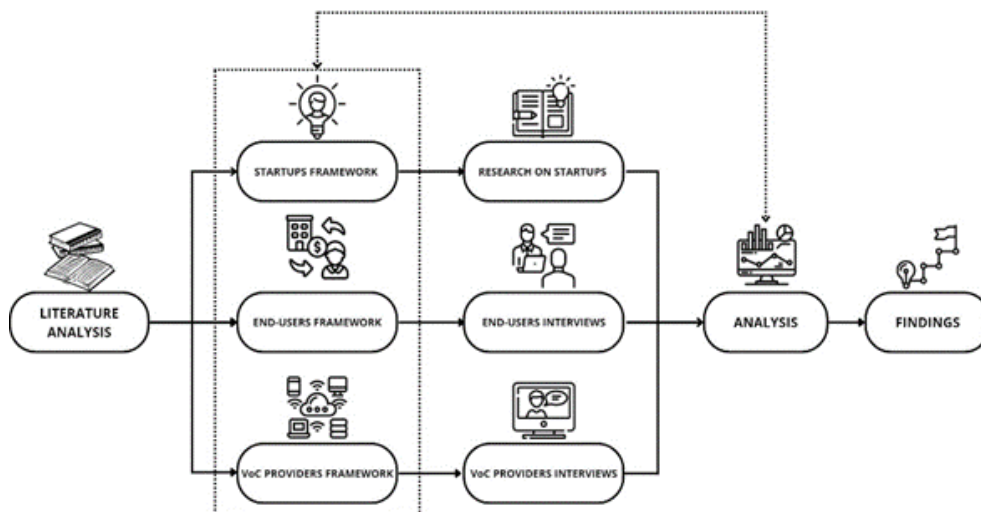 STARTUPS FRAMEWORK
RESEARCH ON STARTUPS
LITERATURE
ANALYSIS
END-USERS FRAMEWORK
END-USERS INTERVIEWS
ANALYSIS
FINDINGS
VoC PROVIDERS FRAMEWORK
VoC PROVIDERS INTERVIEWS